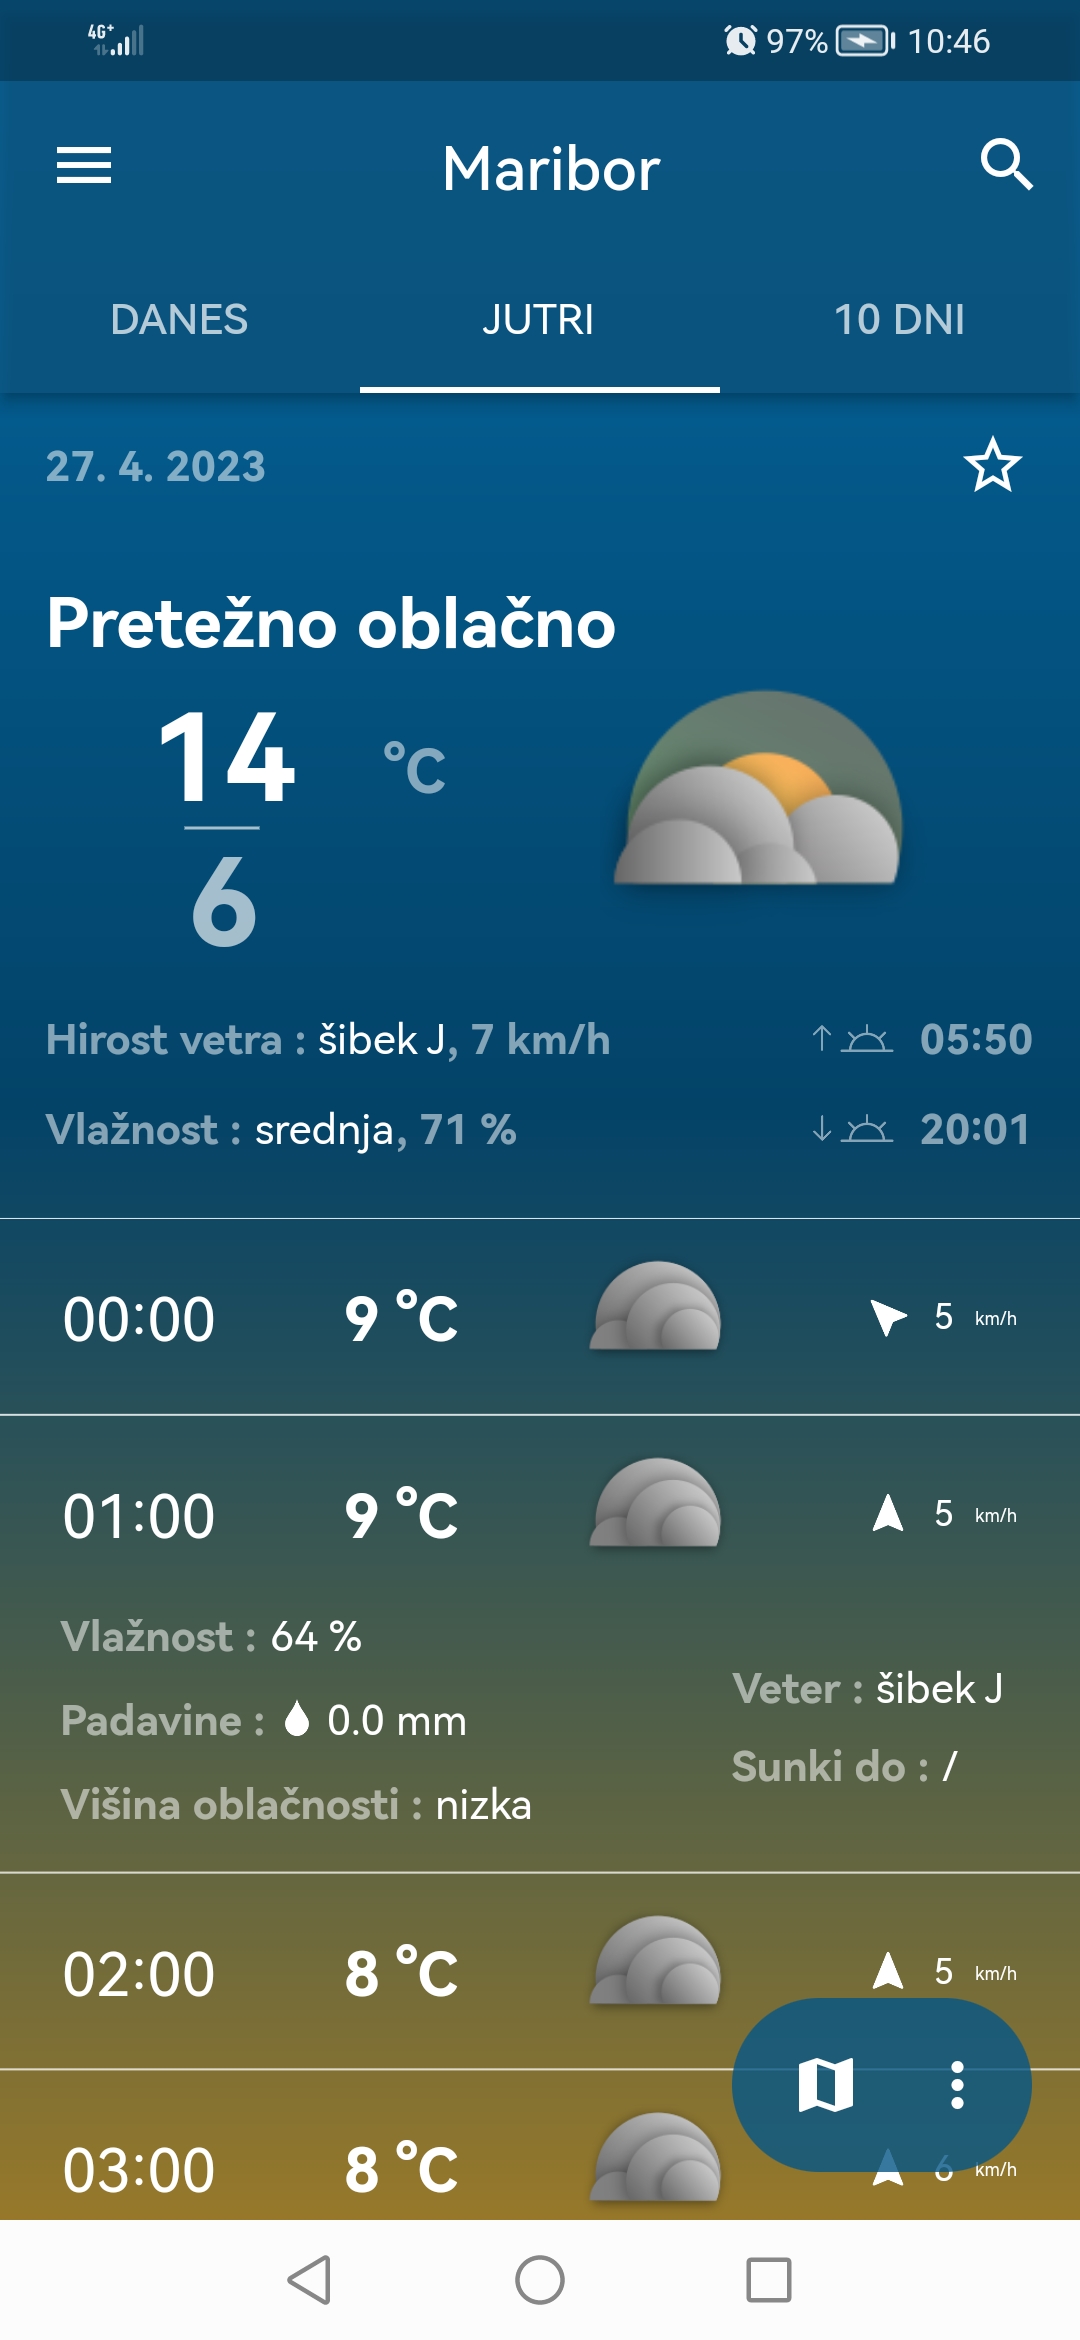 4G+ 97% 10:46
Maribor
DANES JUTRI 10 DNI
27. 4. 2023
Pretežno oblačno
14 °C
6
Hirost vetra : šibek J, 7 km/h 05:50
Vlažnost : srednja, 71 % 20:01
00:00 9 °C 5 km/h
01:00 9 °C 5 km/h
Vlažnost : 64 %
Veter : šibek J
Padavine : 0.0 mm
Sunki do : /
Višina oblačnosti : nizka
02:00 8 °C 5 km/h
03:00 8 °C 6 km/h